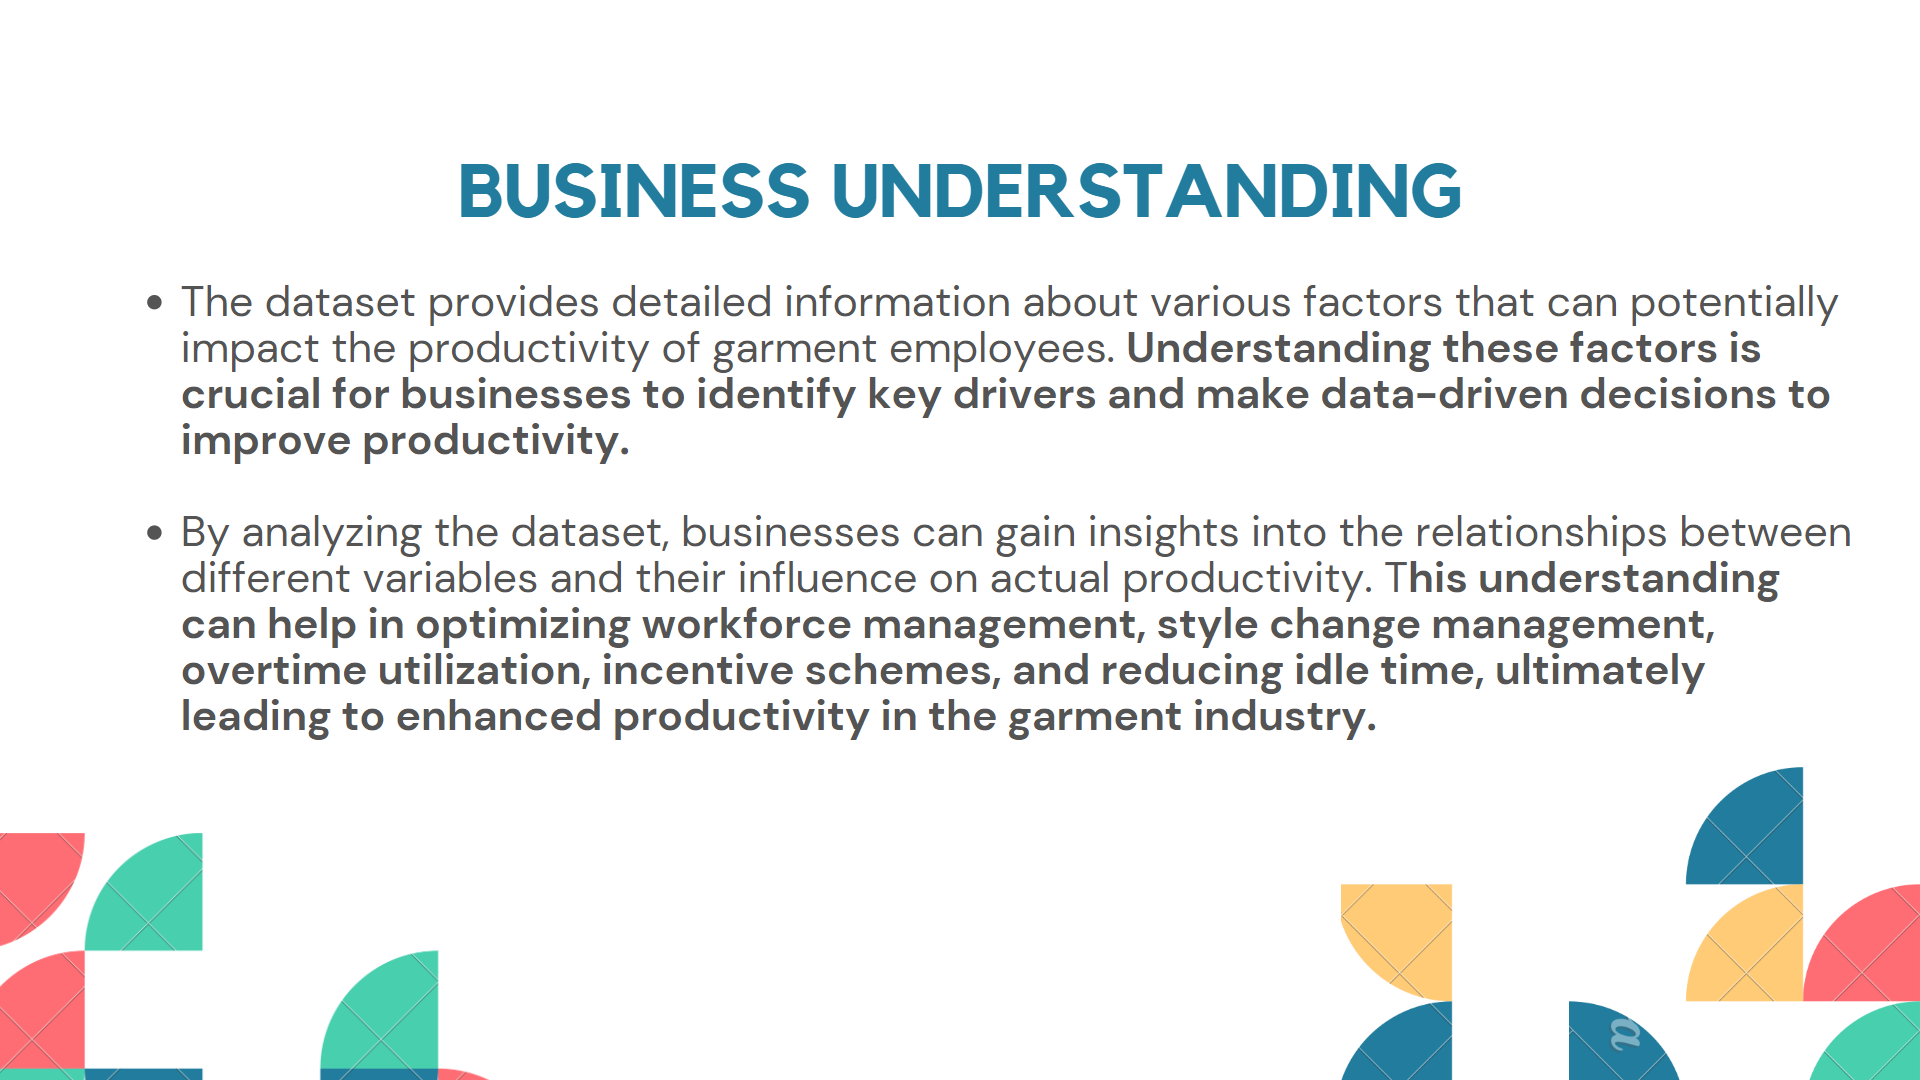 BUSINESS UNDERSTANDING
• The dataset provides detailed information about various factors that can potentially
impact the productivity of garment employees. Understanding these factors is
crucial for businesses to identify key drivers and make data-driven decisions to
improve productivity.
• By analyzing the dataset, businesses can gain insights into the relationships between
different variables and their influence on actual productivity. This understanding
can help in optimizing workforce management, style change management,
overtime utilization, incentive schemes, and reducing idle time, ultimately
leading to enhanced productivity in the garment industry.
a